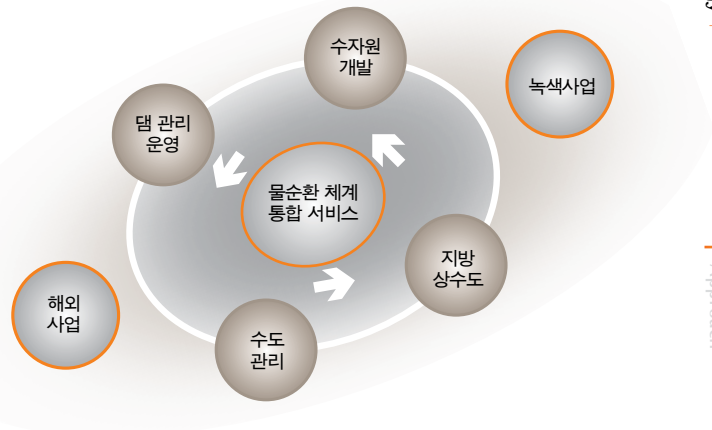 수자원
개발
녹색사업
댐 관리
운영
물순환 체계
통합 서비스
지방
상수도
해외
사업
수도
관리